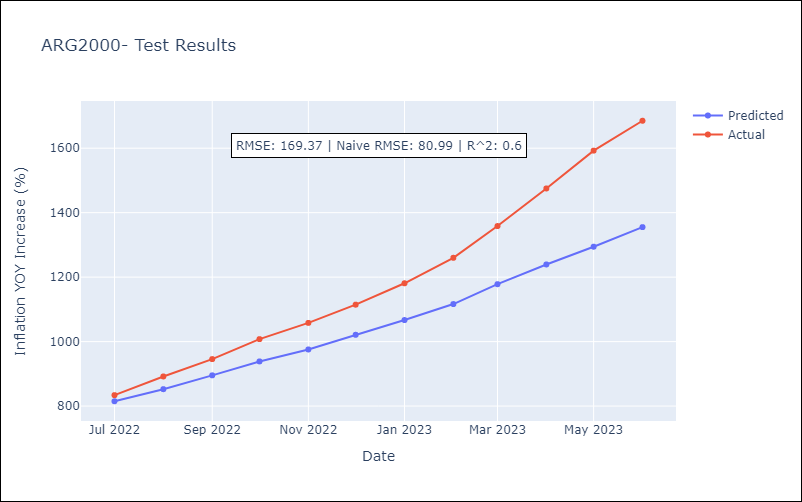 ARG2000- Test Results
Predicted
Actual
RMSE: 169.37 | Naive RMSE: 80.99 | R^2: 0.6
Inflation YOY Increase (%)
1600
1400
1200
1000
800
Jul 2022 Sep 2022 Nov 2022 Jan 2023 Mar 2023 May 2023
Date